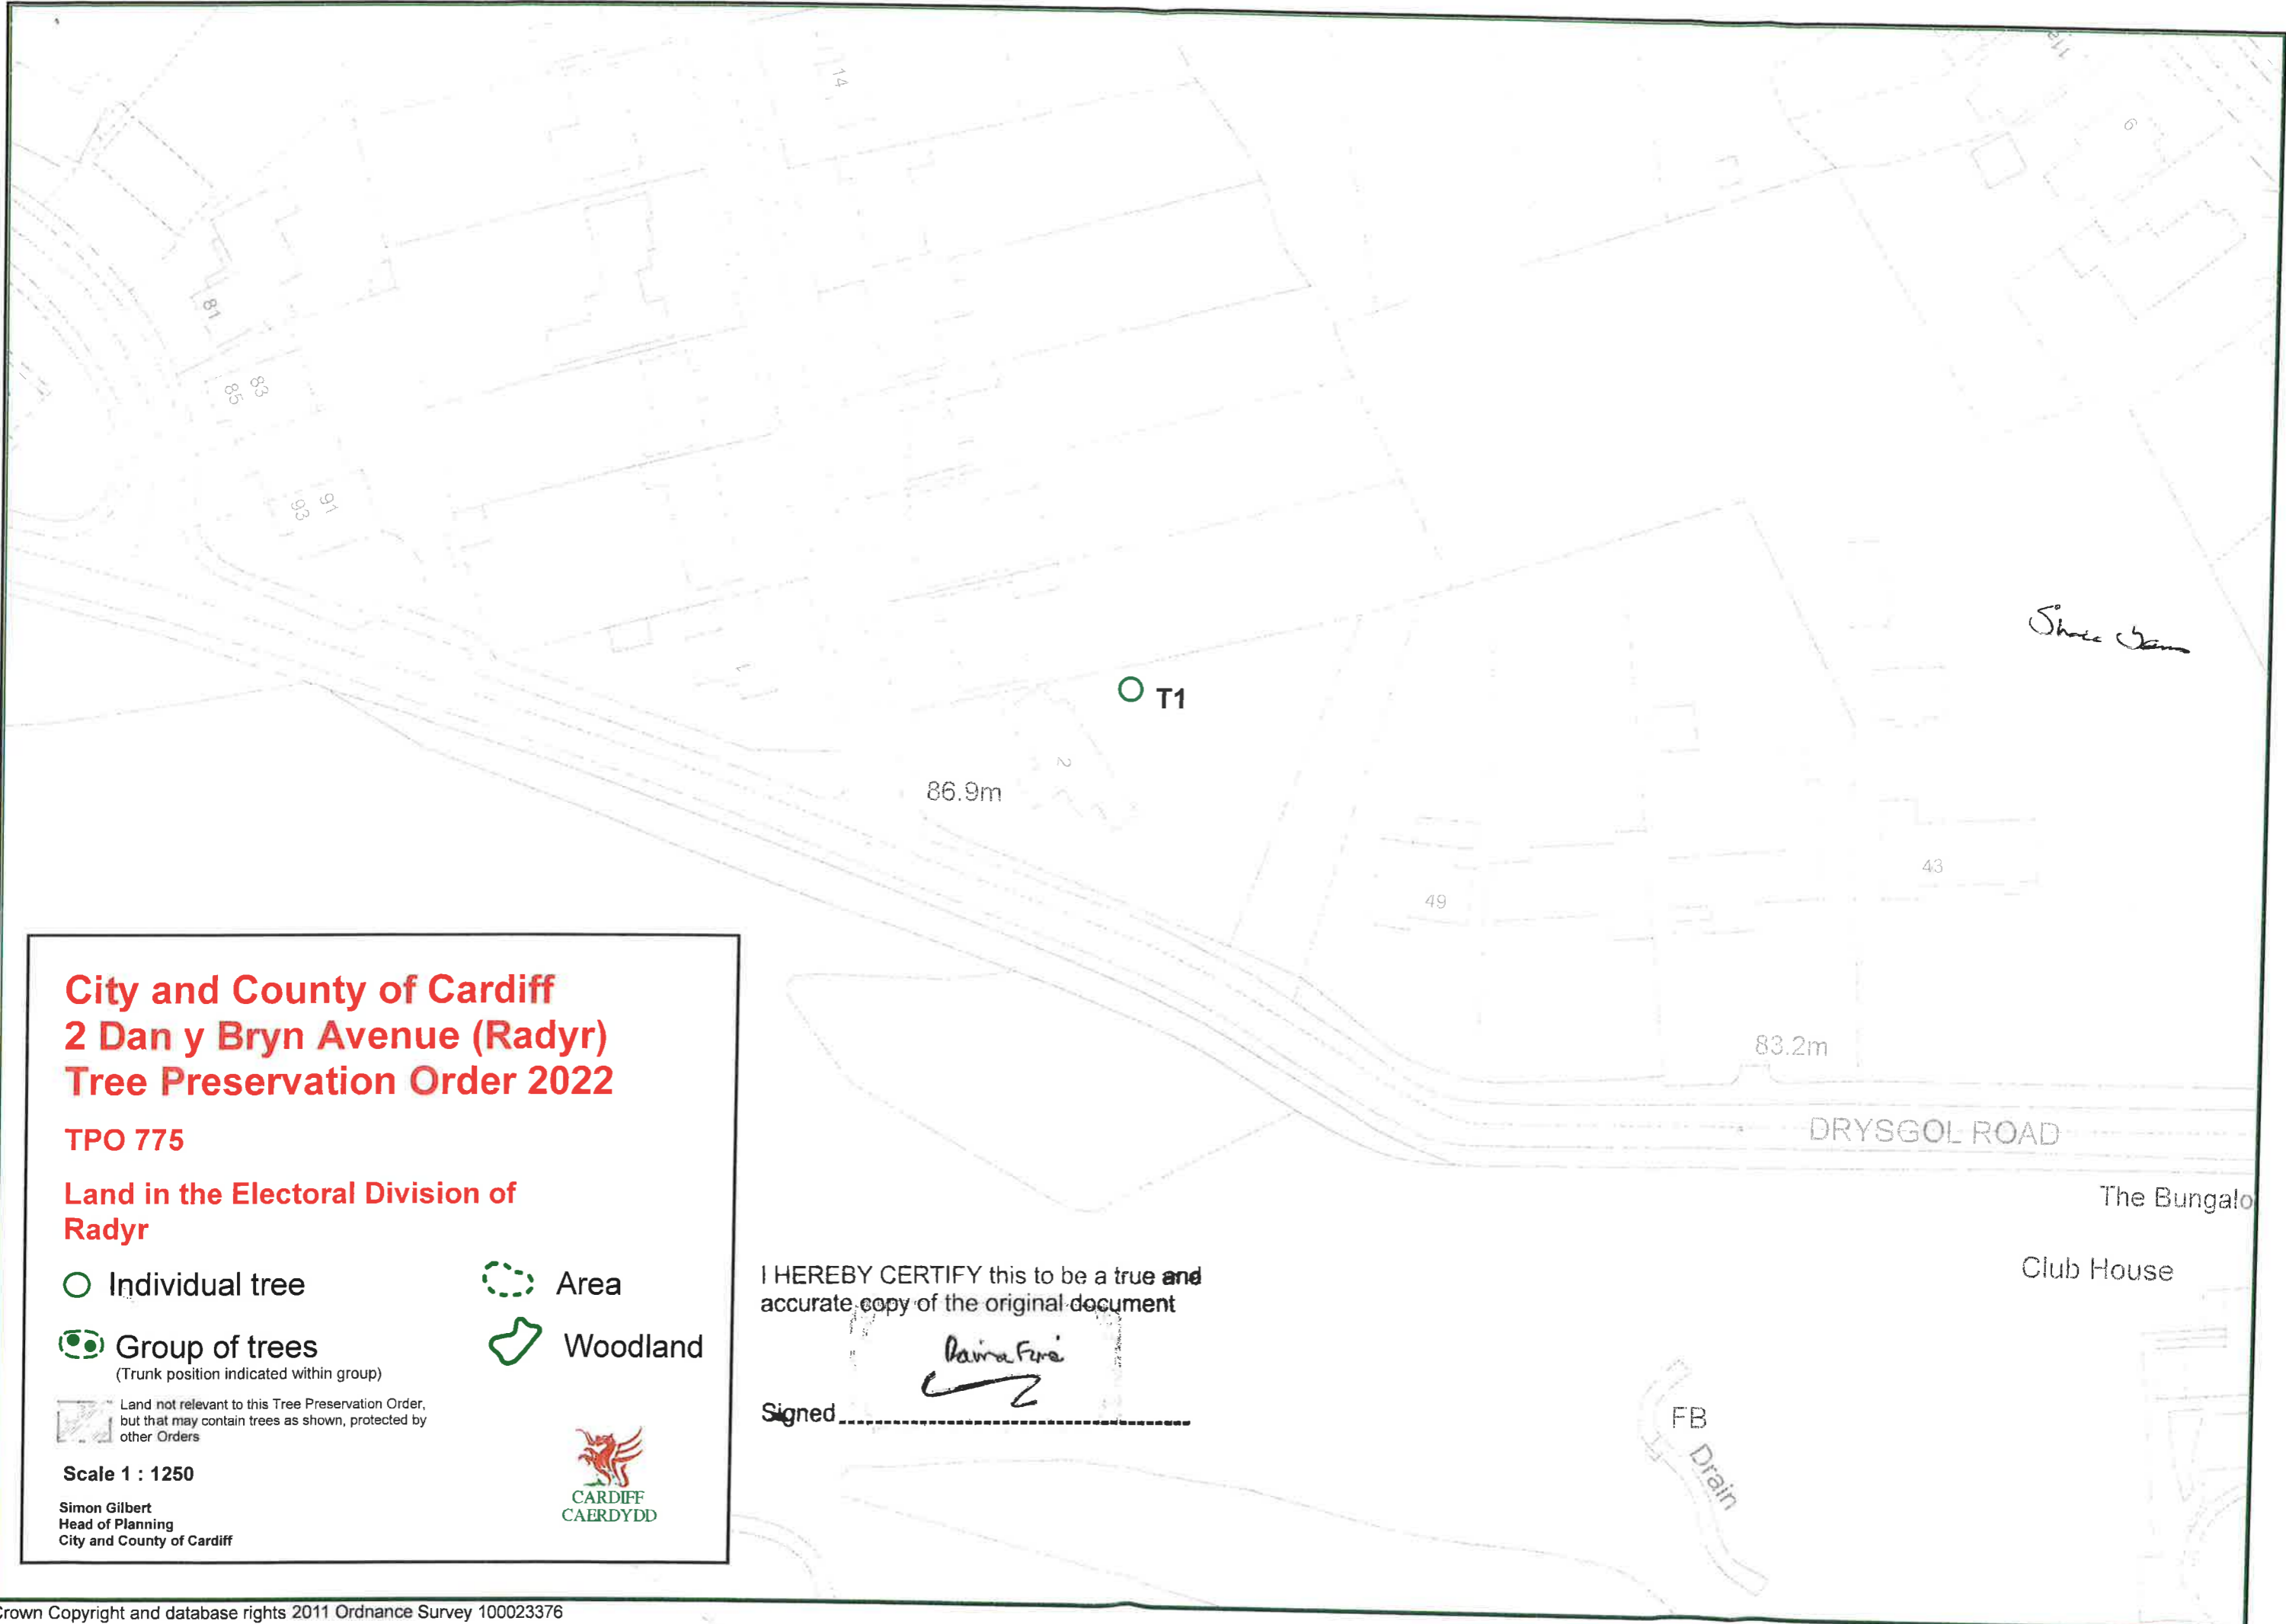 14
11a
6
81
83
85
91
93
1
T1
2
86.9m
43
49
83.2m
DRYSGOL ROAD
The Bungalo
Club House
FB
Drain
City and County of Cardiff
2 Dan y Bryn Avenue (Radyr)
Tree Preservation Order 2022
TPO 775
Land in the Electoral Division of
Radyr
Individual tree
Area
Group of trees
(Trunk position indicated within group)
Woodland
Land not relevant to this Tree Preservation Order,
but that may contain trees as shown, protected by
other Orders
Scale 1 : 1250
Simon Gilbert
Head of Planning
City and County of Cardiff
CARDIFF
CAERDYDD
I HEREBY CERTIFY this to be a true and
accurate copy of the original document
Signed
Crown Copyright and database rights 2011 Ordnance Survey 100023376